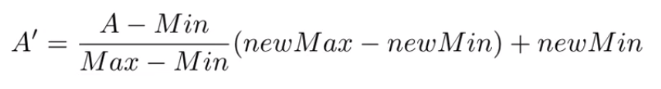 A' = \frac{A - Min}{Max - Min}(newMax - newMin) + newMin